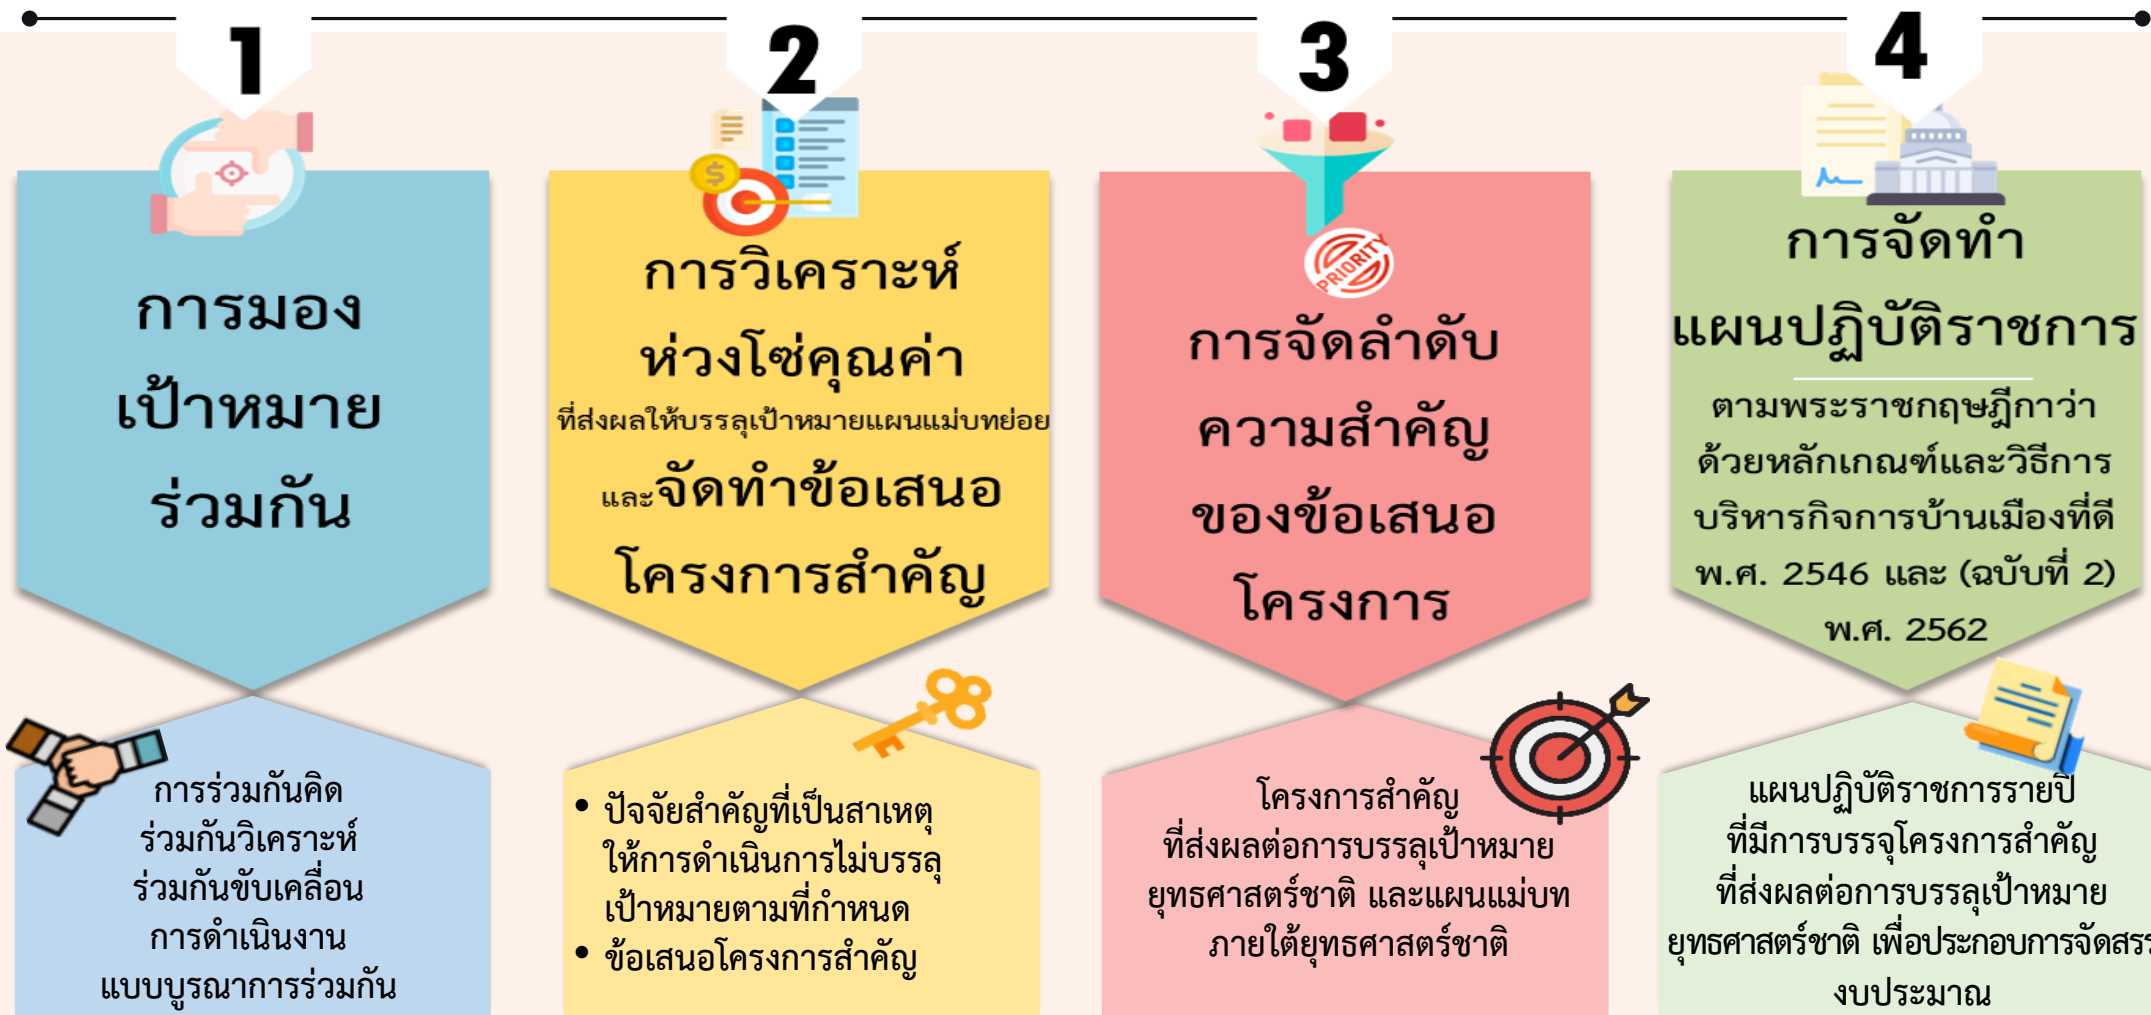 1
การมอง
เป้าหมาย
ร่วมกัน
การร่วมกันคิด
ร่วมกันวิเคราะห์
ร่วมกันขับเคลื่อน
การดำเนินงาน
แบบบูรณาการร่วมกัน
2
$
การวิเคราะห์
ห่วงโซ่คุณค่า
ที่ส่งผลให้บรรลุเป้าหมายแผนแม่บทย่อย
และจัดทำข้อเสนอ
โครงการสำคัญ
• ปัจจัยสำคัญที่เป็นสาเหตุ
ให้การดำเนินการไม่บรรลุ
เป้าหมายตามที่กำหนด
• ข้อเสนอโครงการสำคัญ
3
PRIORITY
การจัดลำดับ
ความสำคัญ
ของข้อเสนอ
โครงการ
โครงการสำคัญ
ที่ส่งผลต่อการบรรลุเป้าหมาย
ยุทธศาสตร์ชาติ และแผนแม่บท
ภายใต้ยุทธศาสตร์ชาติ
4
การจัดทำ
แผนปฏิบัติราชการ
ตามพระราชกฤษฎีกาว่า
ด้วยหลักเกณฑ์และวิธีการ
บริหารกิจการบ้านเมืองที่ดี
พ.ศ. 2546 และ (ฉบับที่ 2)
พ.ศ. 2562
แผนปฏิบัติราชการรายปี
ที่มีการบรรจุโครงการสำคัญ
ที่ส่งผลต่อการบรรลุเป้าหมาย
ยุทธศาสตร์ชาติ เพื่อประกอบการจัดสรร
งบประมาณ